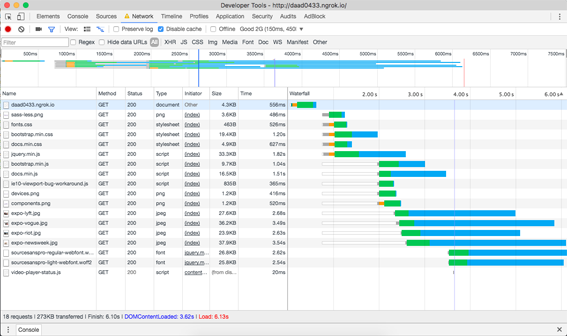 Developer Tools - http://daad0433.ngrok.io/
Elements Console Sources Network Timeline Profiles Application Security Audits AdBlock
View: Preserve log Disable cache Offline Good 2G (150ms, 450
Filter Regex Hide data URLs All XHR JS CSS Img Media Font Doc WS Manifest Other
500ms 1000ms 1500ms 2000ms 2500ms 3000ms 3500ms 4000ms 4500ms 5000ms 5500ms 6000ms 6500ms 7000ms 7500ms
Name Method Status Type Initiator Size Time Waterfall 2.00 s 3.00 s 4.00 s 5.00 s 6.00 s
daad0433.ngrok.io GET 200 document Other 4.3KB 556ms
sass-less.png GET 200 png (index) 3.6KB 486ms
fonts.css GET 200 stylesheet (index) 463B 526ms
bootstrap.min.css GET 200 stylesheet (index) 19.4KB 1.20s
docs.min.css GET 200 stylesheet (index) 4.9KB 627ms
jquery.min.js GET 200 script (index) 33.3KB 1.82s
bootstrap.min.js GET 200 script (index) 9.7KB 1.04s
docs.min.js GET 200 script (index) 16.5KB 1.51s
ie10-viewport-bug-workaround.js GET 200 script (index) 835B 365ms
devices.png GET 200 png (index) 1.2KB 416ms
components.png GET 200 png (index) 1.2KB 520ms
expo-lyft.jpg GET 200 jpeg (index) 27.6KB 2.68s
expo-vogue.jpg GET 200 jpeg (index) 36.2KB 3.49s
expo-riot.jpg GET 200 jpeg (index) 23.9KB 2.63s
expo-newsweek.jpg GET 200 jpeg (index) 37.9KB 3.54s
sourcesanspro-regular-webfont.w... GET 200 font jquery.m... 26.8KB 2.62s
sourcesanspro-light-webfont.woff2 GET 200 font jquery.m... 25.8KB 2.54s
video-player-status.js GET 200 script content... (from dis... 20ms
18 requests | 273KB transferred | Finish: 6.10s | DOMContentLoaded: 3.62s | Load: 6.13s
Console